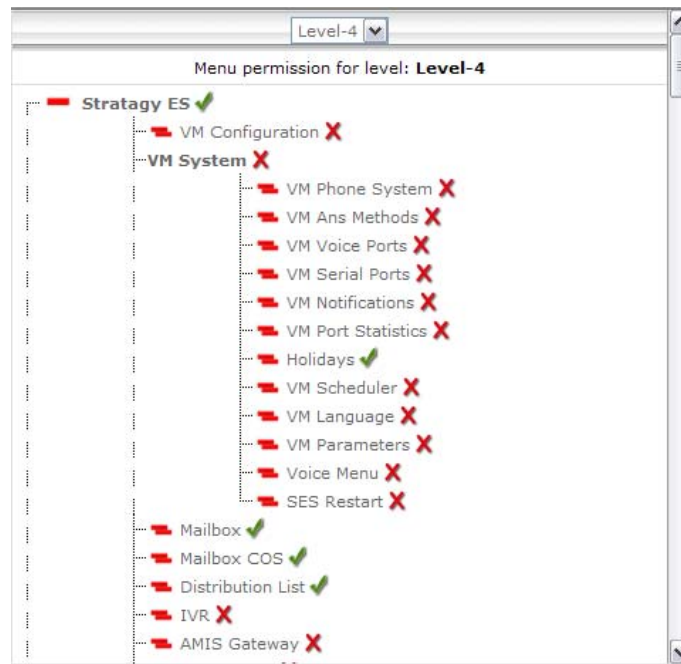 Level-4
Menu permission for level: Level-4
Stratagy ES
VM Configuration
VM System
VM Phone System
VM Ans Methods
VM Voice Ports
VM Serial Ports
VM Notifications
VM Port Statistics
Holidays
VM Scheduler
VM Language
VM Parameters
Voice Menu
SES Restart
Mailbox
Mailbox COS
Distribution List
IVR
AMIS Gateway